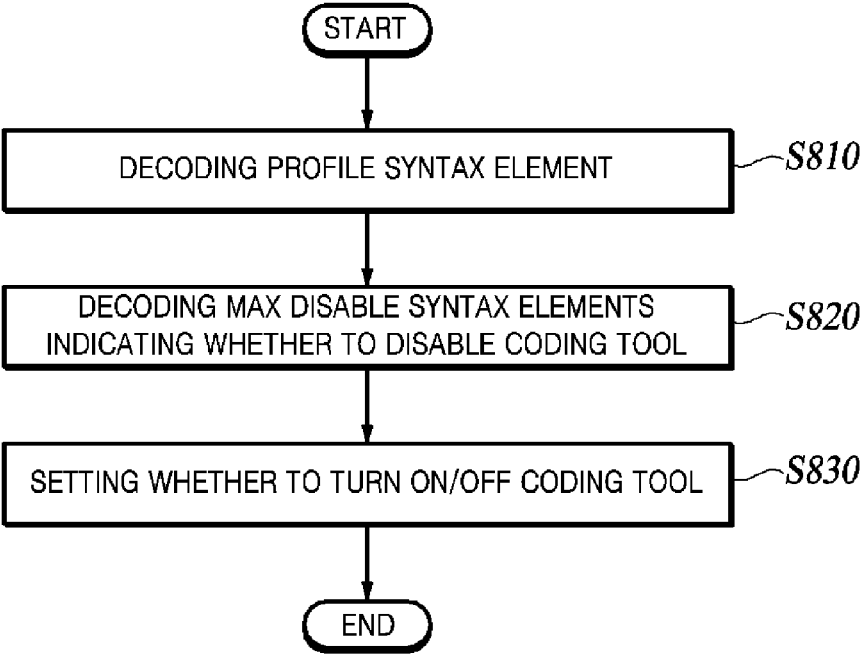 START
DECODING PROFILE SYNTAX ELEMENT
S810
DECODING MAX DISABLE SYNTAX ELEMENTS
INDICATING WHETHER TO DISABLE CODING TOOL
S820
SETTING WHETHER TO TURN ON/OFF CODING TOOL
S830
END